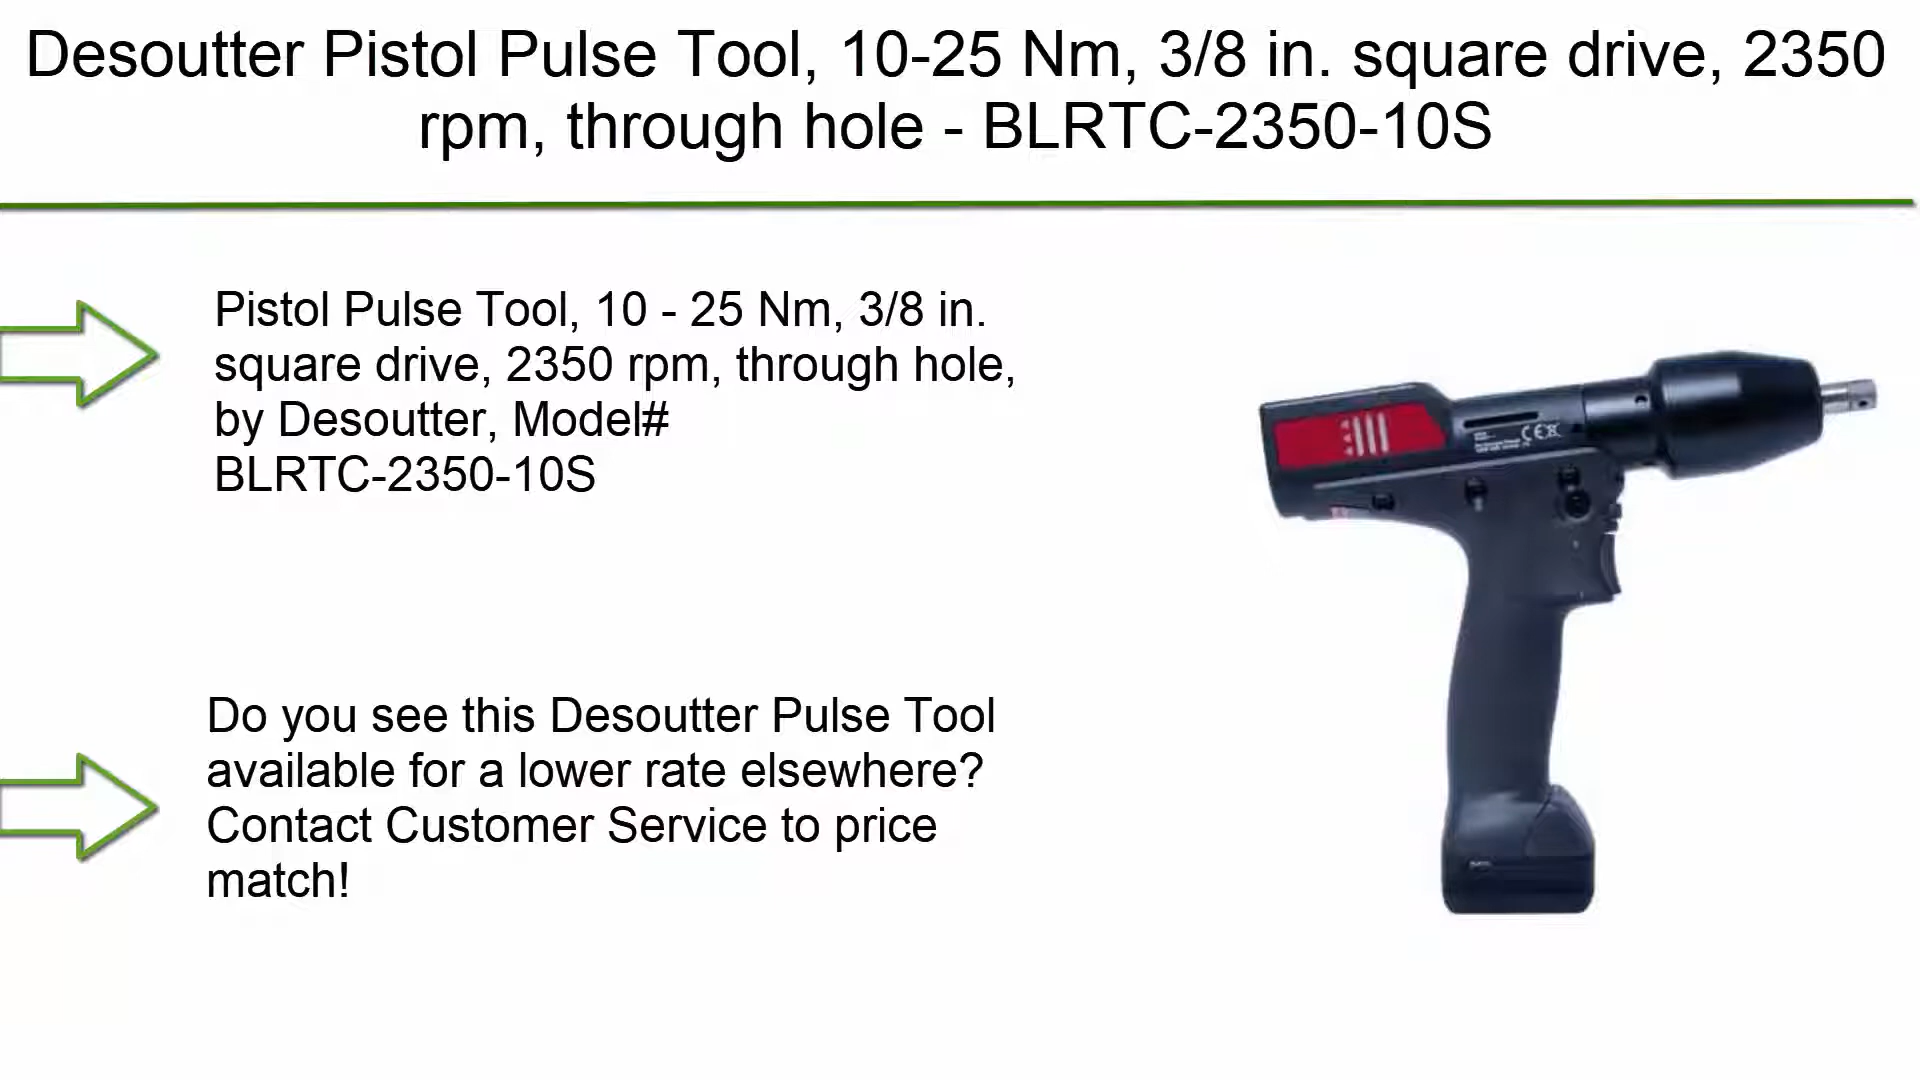 Desoutter Pistol Pulse Tool, 10-25 Nm, 3/8 in. square drive, 2350
rpm, through hole - BLRTC-2350-10S
Pistol Pulse Tool, 10 - 25 Nm, 3/8 in.
square drive, 2350 rpm, through hole,
by Desoutter, Model#
BLRTC-2350-10S
Do you see this Desoutter Pulse Tool
available for a lower rate elsewhere?
Contact Customer Service to price
match!
CE